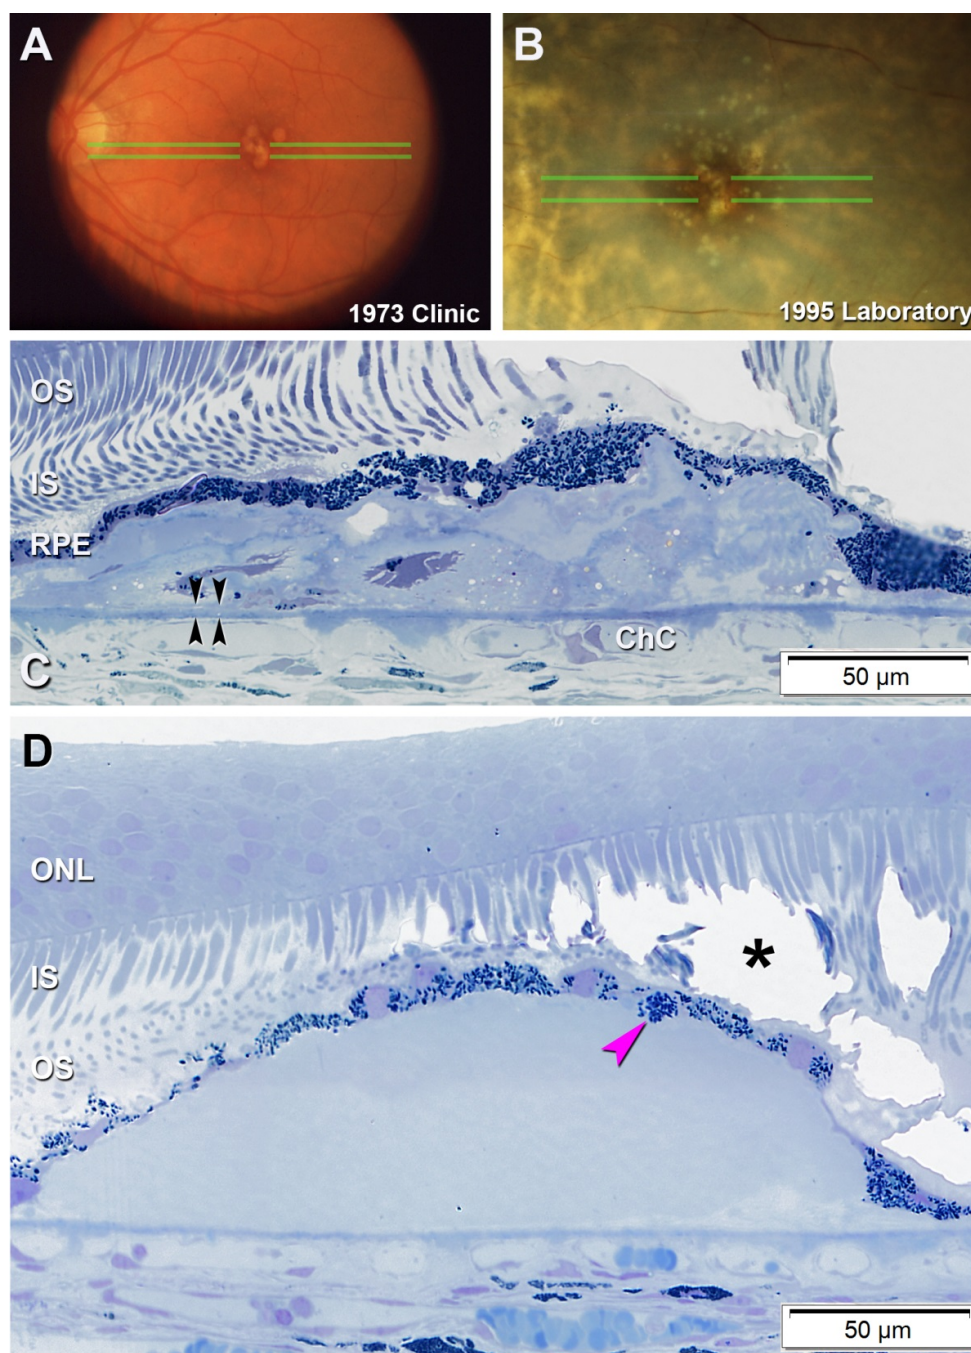 A
1973 Clinic
B
1995 Laboratory
OS
IS
RPE
ChC
C
50 µm
D
ONL
IS
OS
*
50 µm